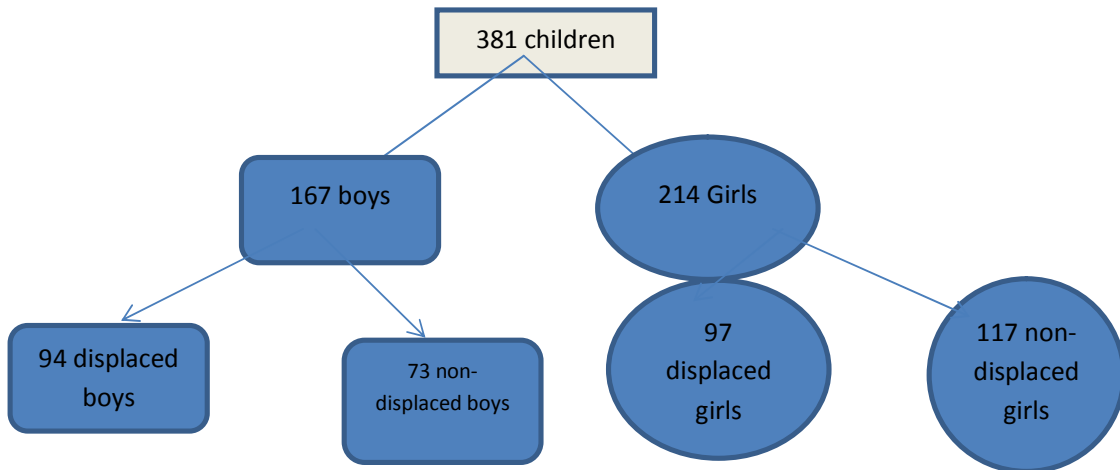 381 children
167 boys
214 Girls
94 displaced
boys
73 non-
displaced boys
97
displaced
girls
117 non-
displaced
girls